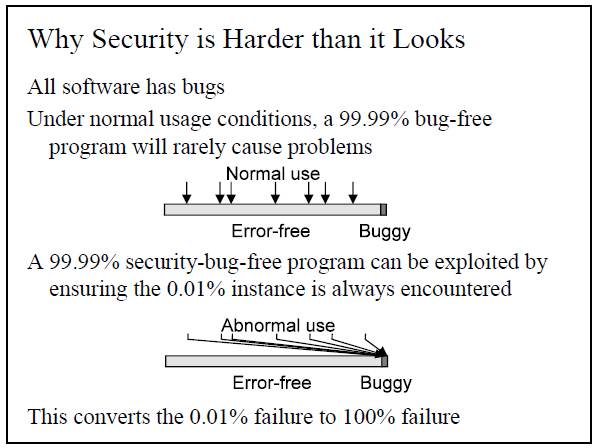 Why Security is Harder than it Looks
All software has bugs
Under normal usage conditions, a 99.99% bug-free
program will rarely cause problems
Normal use
Error-free Buggy
A 99.99% security-bug-free program can be exploited by
ensuring the 0.01% instance is always encountered
Abnormal use
Error-free Buggy
This converts the 0.01% failure to 100% failure